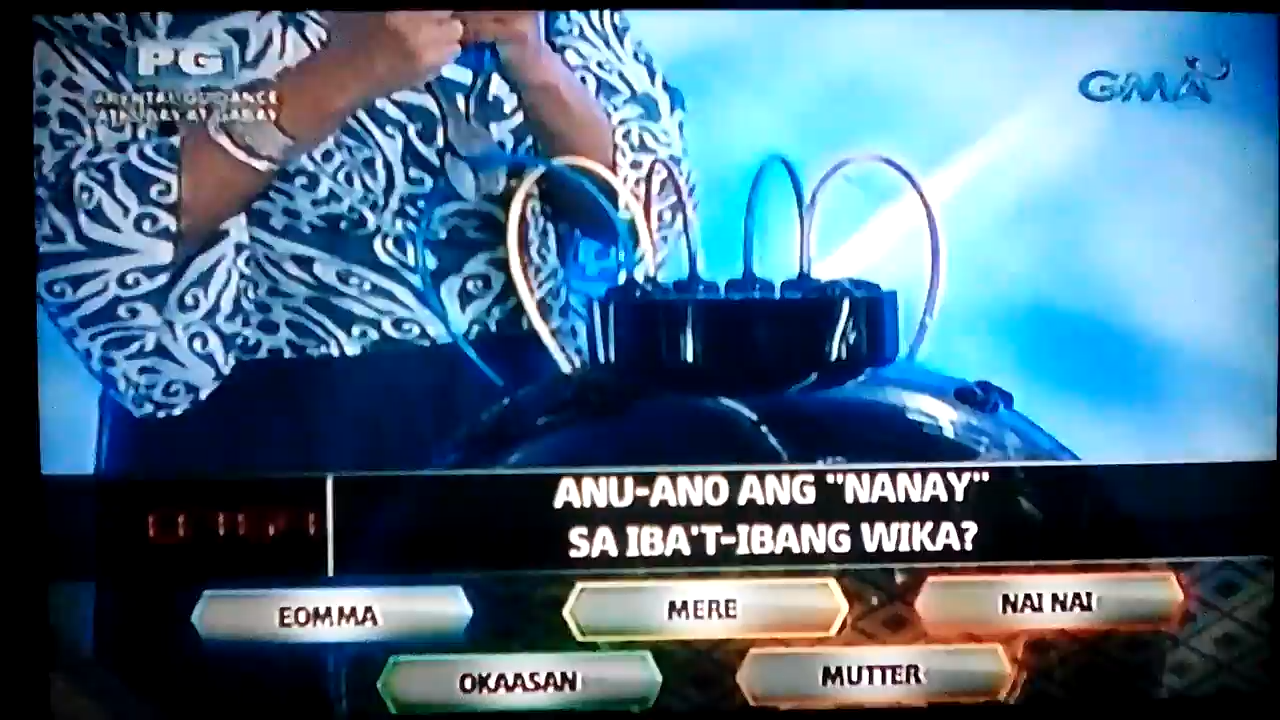 PG
GMA
ANU-ANO ANG "NANAY"
SA IBA'T-IBANG WIKA?
EOMMA
MERE
NAI NAI
OKAASAN
MUTTER